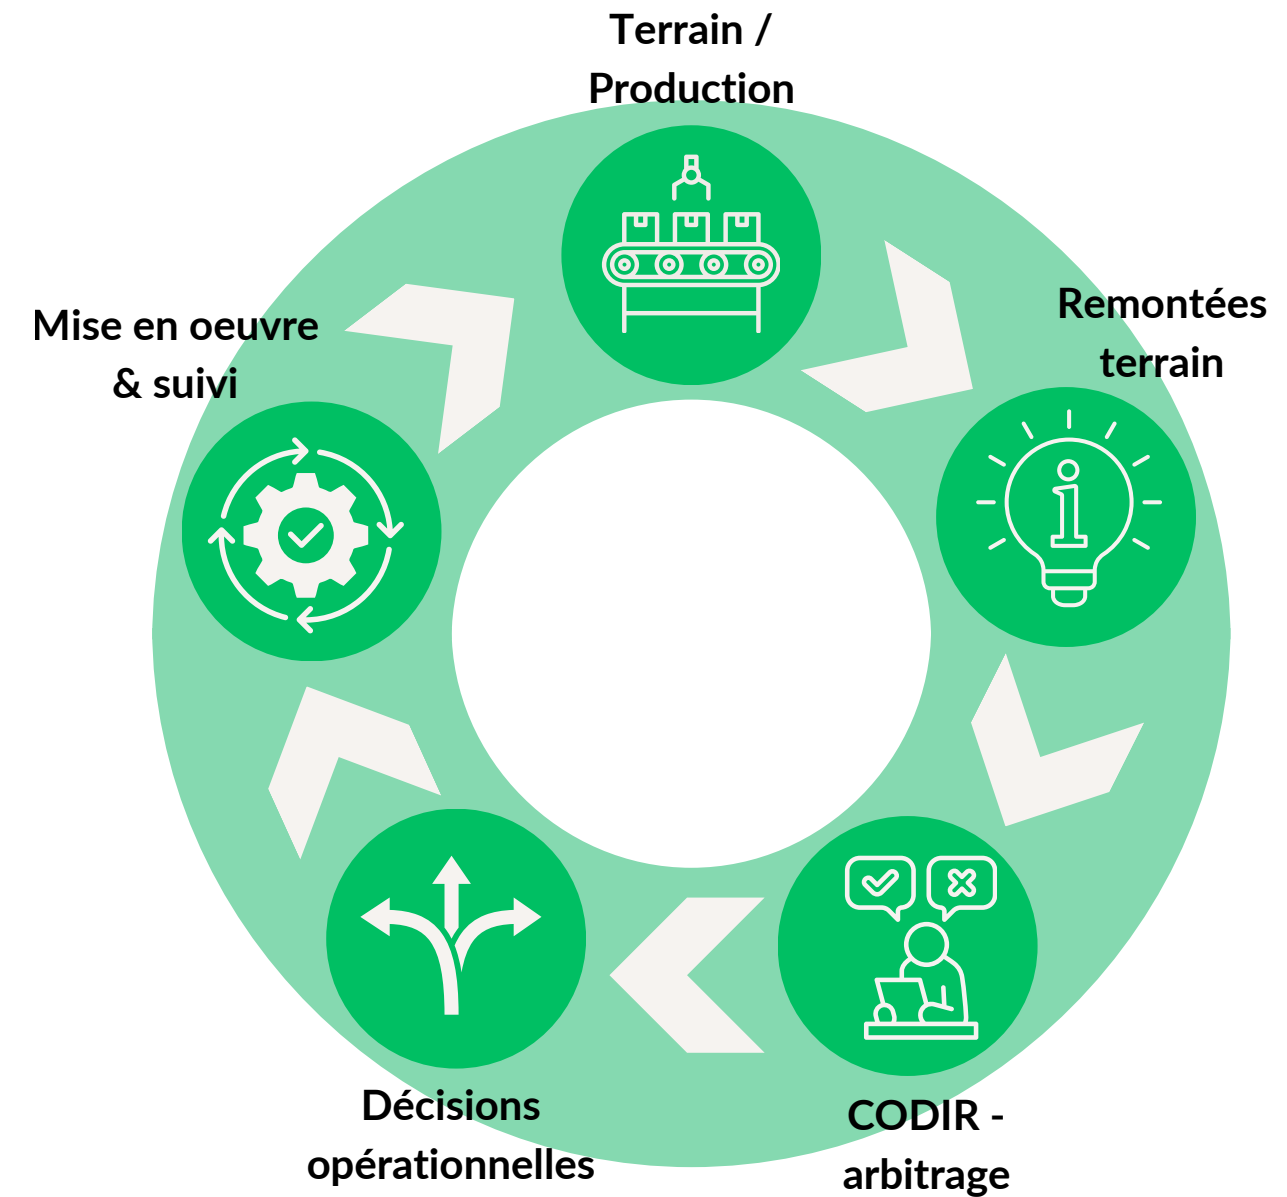 Terrain /
Production
Remontées
terrain
CODIR -
arbitrage
Décisions
opérationnelles
Mise en oeuvre
& suivi